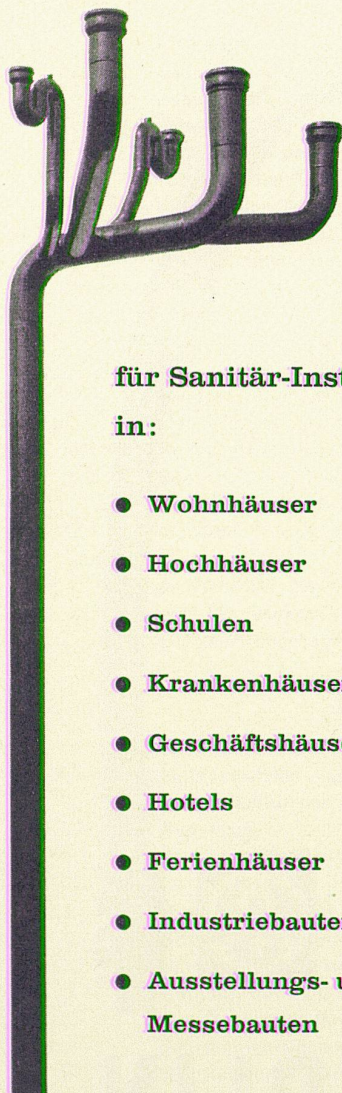 für Sanitär-Inst
in:
● Wohnhäuser
● Hochhäuser
● Schulen
● Krankenhäuse
● Geschäftshäus
● Hotels
● Ferienhäuser
● Industriebaute
● Ausstellungs- u
Messebauten